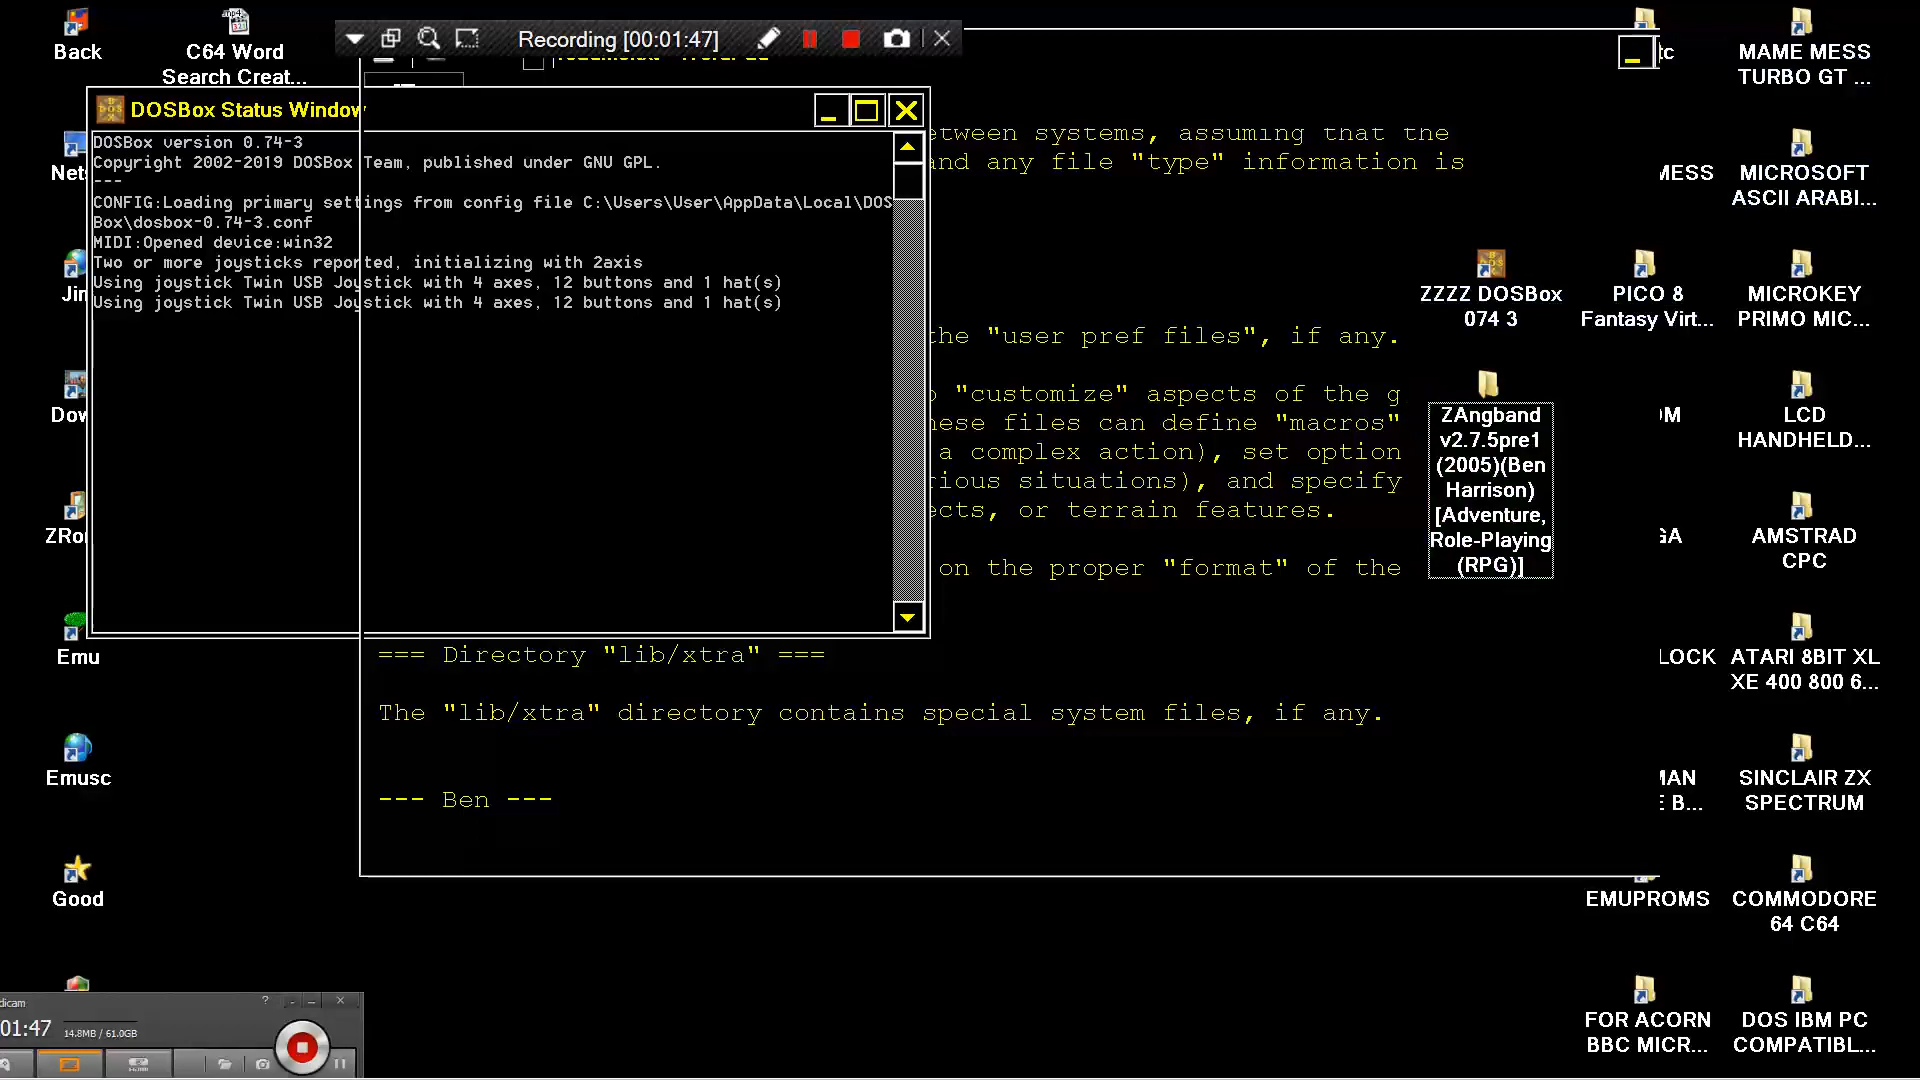 Back
C64 Word
Search Creat...
Recording [00:01:47]
MAME MESS
TURBO GT ...
DOSBox Status Window
DOSBox version 0.74-3
Copyright 2002-2019 DOSBox Team, published under GNU GPL.
---
CONFIG:Loading primary settings from config file C:\Users\User\AppData\Local\DOS
Box\dosbox-0.74-3.conf
MIDI:Opened device:win32
Two or more joysticks reported, initializing with 2axis
Using joystick Twin USB Joystick with 4 axes, 12 buttons and 1 hat(s)
Using joystick Twin USB Joystick with 4 axes, 12 buttons and 1 hat(s)
etween systems, assuming that the
and any file "type" information is
the "user pref files", if any.
"customize" aspects of the g
hese files can define "macros"
a complex action), set option
rious situations), and specify
ects, or terrain features.
on the proper "format" of the
=== Directory "lib/xtra" ===
The "lib/xtra" directory contains special system files, if any.
--- Ben ---
Net
Jin
Dow
ZRo
Emu
Emusc
Good
ZZZZ DOSBox
074 3
ZAngband
v2.7.5pre1
(2005)(Ben
Harrison)
[Adventure,
Role-Playing
(RPG)]
tc
MESS
PICO 8
Fantasy Virt...
OM
GA
LOCK
MAN
E B...
EMUPROMS
FOR ACORN
BBC MICR...
MICROSOFT
ASCII ARABI...
MICROKEY
PRIMO MIC...
LCD
HANDHELD...
AMSTRAD
CPC
ATARI 8BIT XL
XE 400 800 6...
SINCLAIR ZX
SPECTRUM
COMMODORE
64 C64
DOS IBM PC
COMPATIBL...
dicam
01:47
14.8MB / 61.0GB